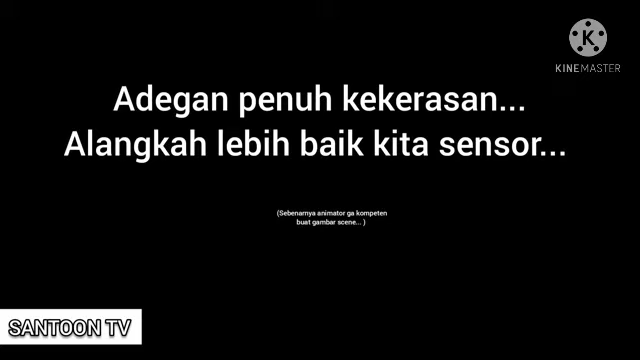 KINEMASTER
Adegan penuh kekerasan...
Alangkah lebih baik kita sensor...
(Sebenarnya animator ga kompeten
buat gambar scene... )
SANTOON TV